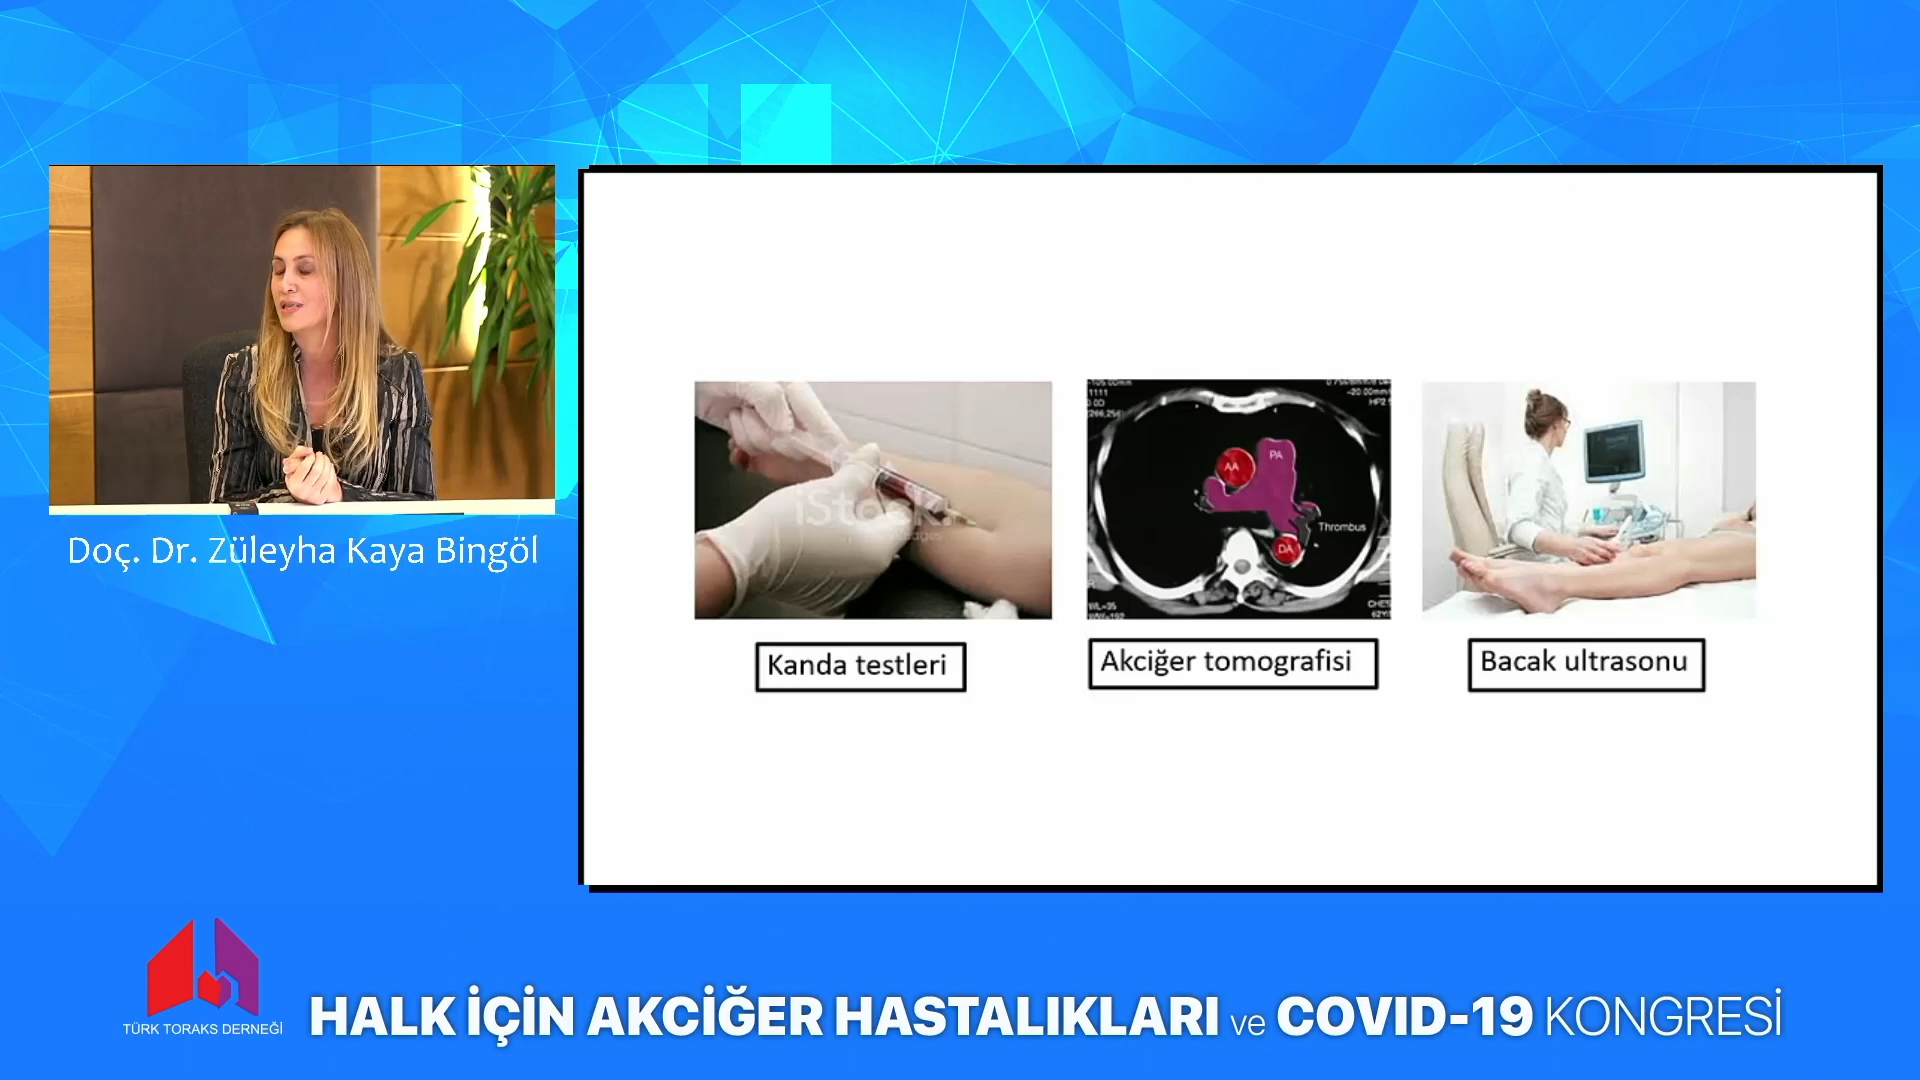 Doç. Dr. Züleyha Kaya Bingöl
iStock
AA
PA
DA
Thrombus
Kanda testleri
Akciğer tomografisi
Bacak ultrasonu
TÜRK TORAKS DERNEĞİ
HALK İÇİN AKCİĞER HASTALIKLARI ve COVID-19 KONGRESİ